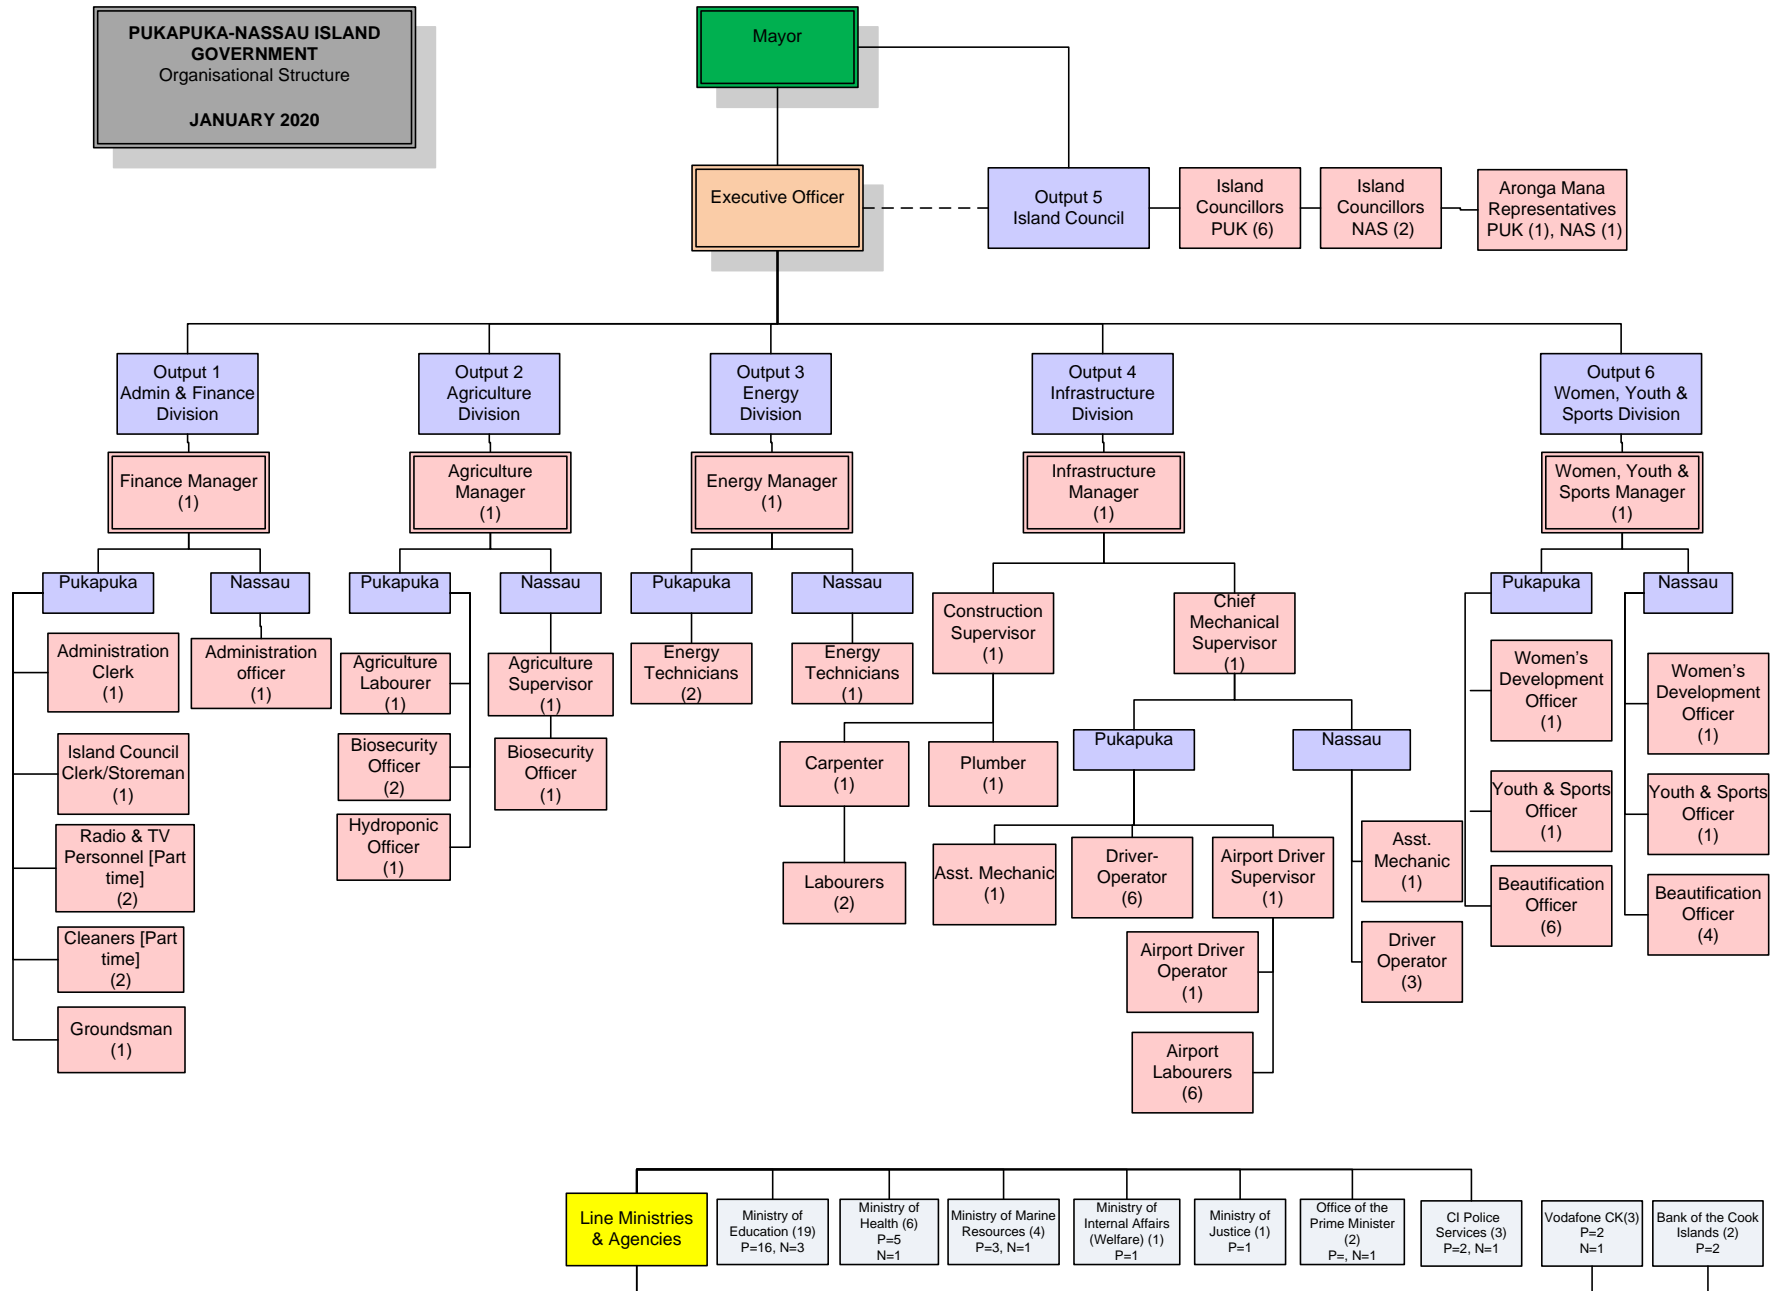 PUKAPUKA-NASSAU ISLAND
GOVERNMENT
Organisational Structure
JANUARY 2020
Mayor
Executive Officer
Output 5
Island Council
Island
Councillors
PUK (6)
Island
Councillors
NAS (2)
Aronga Mana
Representatives
PUK (1), NAS (1)
Output 1
Admin & Finance
Division
Output 2
Agriculture
Division
Output 3
Energy
Division
Output 4
Infrastructure
Division
Output 6
Women, Youth &
Sports Division
Finance Manager
(1)
Agriculture
Manager
(1)
Energy Manager
(1)
Infrastructure
Manager
(1)
Women, Youth &
Sports Manager
(1)
Pukapuka
Nassau
Pukapuka
Nassau
Pukapuka
Nassau
Pukapuka
Nassau
Administration
Clerk
(1)
Administration
officer
(1)
Island Council
Clerk/Storeman
(1)
Radio & TV
Personnel [Part
time]
(2)
Cleaners [Part
time]
(2)
Groundsman
(1)
Agriculture
Labourer
(1)
Biosecurity
Officer
(2)
Hydroponic
Officer
(1)
Agriculture
Supervisor
(1)
Biosecurity
Officer
(1)
Energy
Technicians
(2)
Energy
Technicians
(1)
Construction
Supervisor
(1)
Chief
Mechanical
Supervisor
(1)
Carpenter
(1)
Plumber
(1)
Labourers
(2)
Pukapuka
Nassau
Asst. Mechanic
(1)
Driver-
Operator
(6)
Airport Driver
Supervisor
(1)
Airport Driver
Operator
(1)
Airport
Labourers
(6)
Asst.
Mechanic
(1)
Driver
Operator
(3)
Women's
Development
Officer
(1)
Youth & Sports
Officer
(1)
Beautification
Officer
(6)
Women's
Development
Officer
(1)
Youth & Sports
Officer
(1)
Beautification
Officer
(4)
Line Ministries
& Agencies
Ministry of
Education (19)
P=16, N=3
Ministry of
Health (6)
P=5
N=1
Ministry of Marine
Resources (4)
P=3, N=1
Ministry of
Internal Affairs
(Welfare) (1)
P=1
Ministry of
Justice (1)
P=1
Office of the
Prime Minister
(2)
P=, N=1
CI Police
Services (3)
P=2, N=1
Vodafone CK(3)
P=2
N=1
Bank of the Cook
Islands (2)
P=2